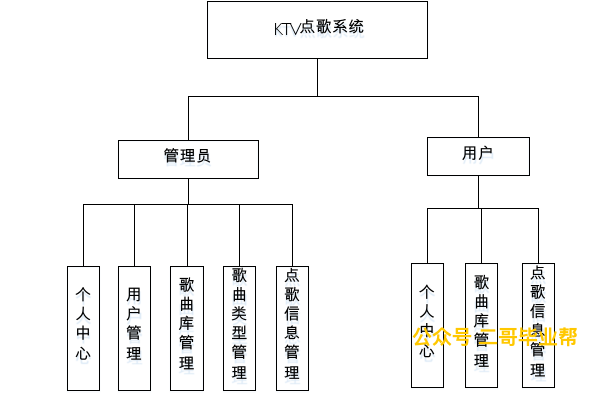 KTV点歌系统
管理员
用户
个人中心
用户管理
歌曲库管理
歌曲类型管理
点歌信息管理
个人中心
歌曲库管理
点歌信息管理
公众号 二哥毕业帮